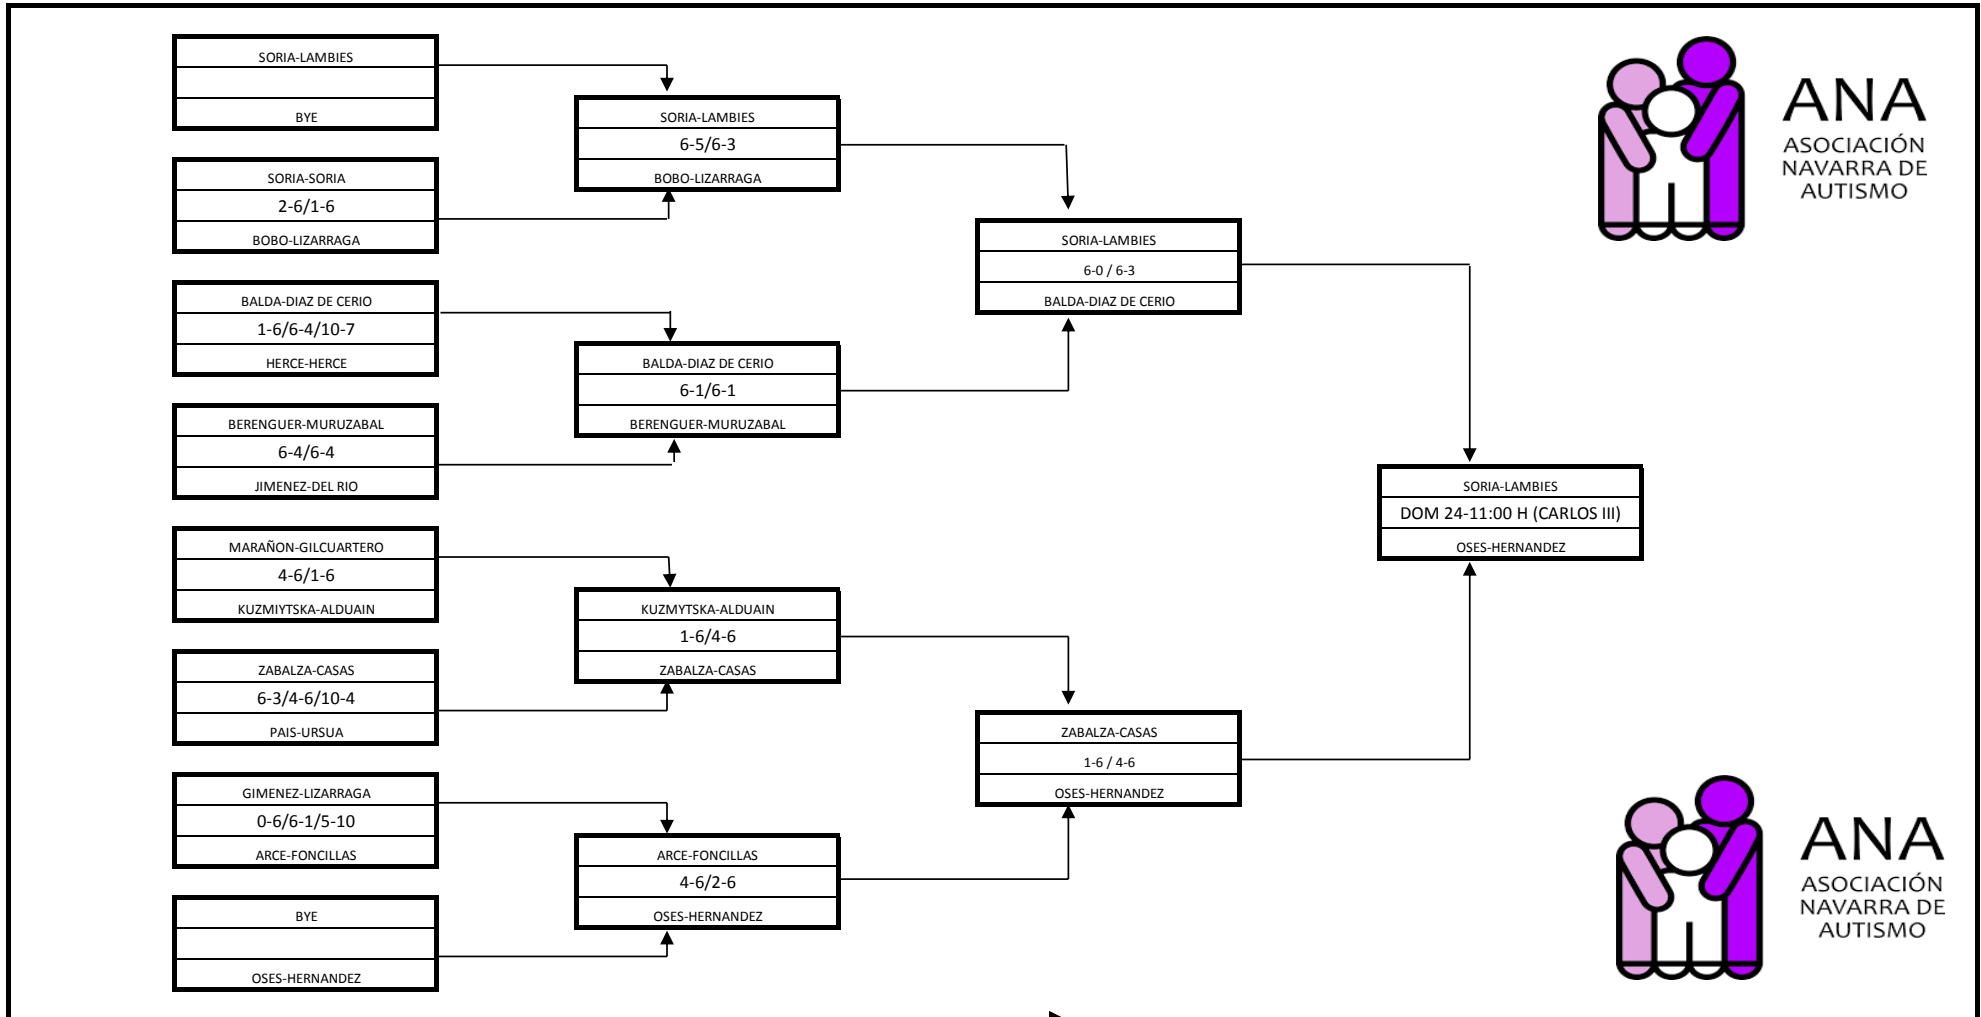 SORIA-LAMBIES
BYE
SORIA-SORIA
2-6/1-6
BOBO-LIZARRAGA
BALDA-DIAZ DE CERIO
1-6/6-4/10-7
HERCE-HERCE
BERENGUER-MURUZABAL
6-4/6-4
JIMENEZ-DEL RIO
MARAÑON-GILCUARTERO
4-6/1-6
KUZMIYTSKA-ALDUAIN
ZABALZA-CASAS
6-3/4-6/10-4
PAIS-URSUA
GIMENEZ-LIZARRAGA
0-6/6-1/5-10
ARCE-FONCILLAS
BYE
OSES-HERNANDEZ
SORIA-LAMBIES
6-5/6-3
BOBO-LIZARRAGA
BALDA-DIAZ DE CERIO
6-1/6-1
BERENGUER-MURUZABAL
KUZMYTSKA-ALDUAIN
1-6/4-6
ZABALZA-CASAS
ARCE-FONCILLAS
4-6/2-6
OSES-HERNANDEZ
SORIA-LAMBIES
6-0 / 6-3
BALDA-DIAZ DE CERIO
ZABALZA-CASAS
1-6 / 4-6
OSES-HERNANDEZ
SORIA-LAMBIES
DOM 24-11:00 H (CARLOS III)
OSES-HERNANDEZ
ANA
ASOCIACIÓN
NAVARRA DE
AUTISMO
ANA
ASOCIACIÓN
NAVARRA DE
AUTISMO